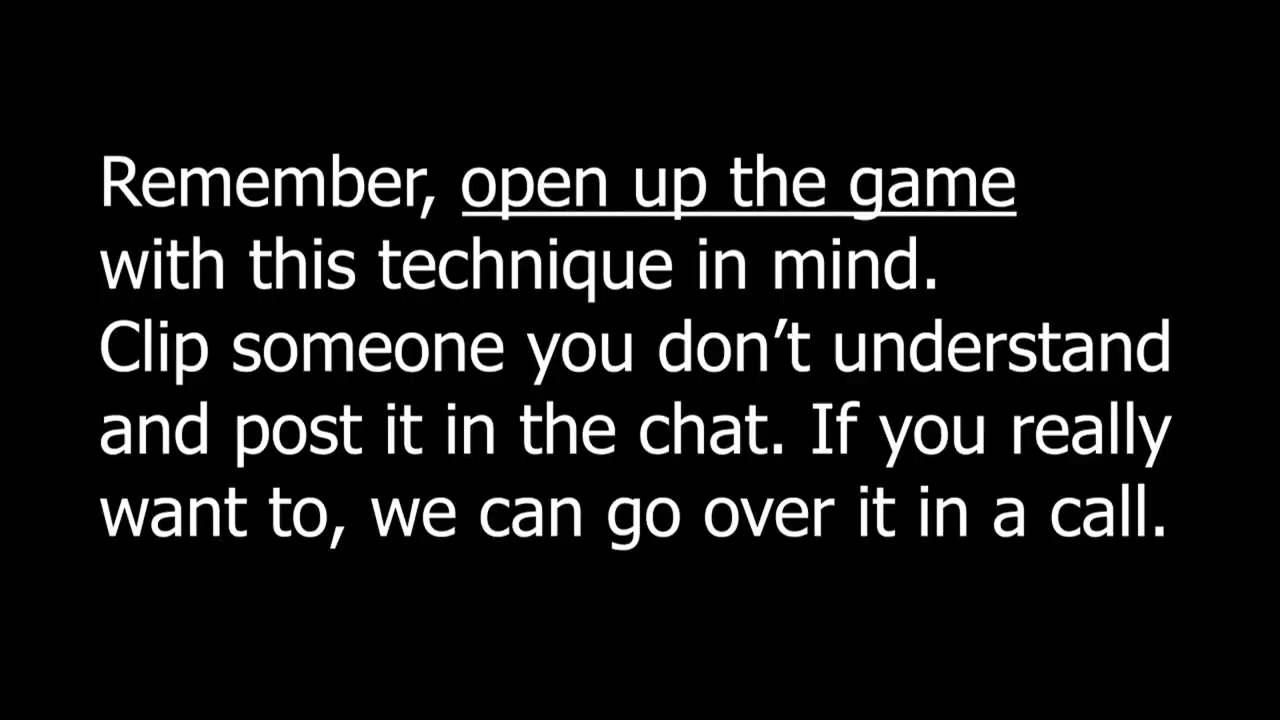 Remember, open up the game
with this technique in mind.
Clip someone you don’t understand
and post it in the chat. If you really
want to, we can go over it in a call.